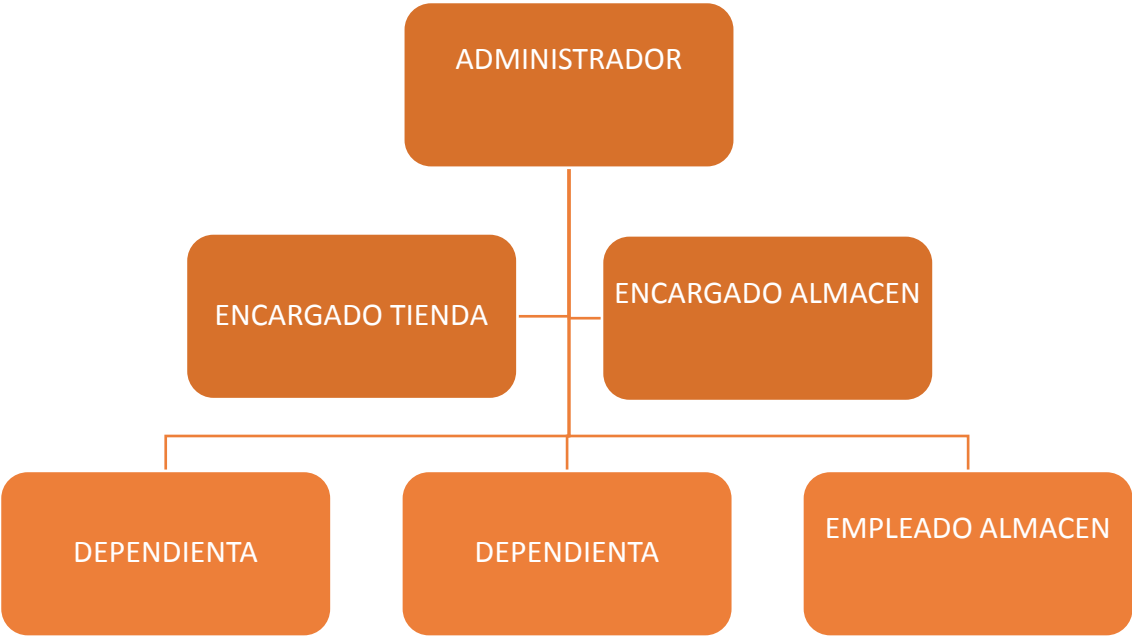 ADMINISTRADOR
ENCARGADO TIENDA
ENCARGADO ALMACEN
DEPENDIENTA
DEPENDIENTA
EMPLEADO ALMACEN